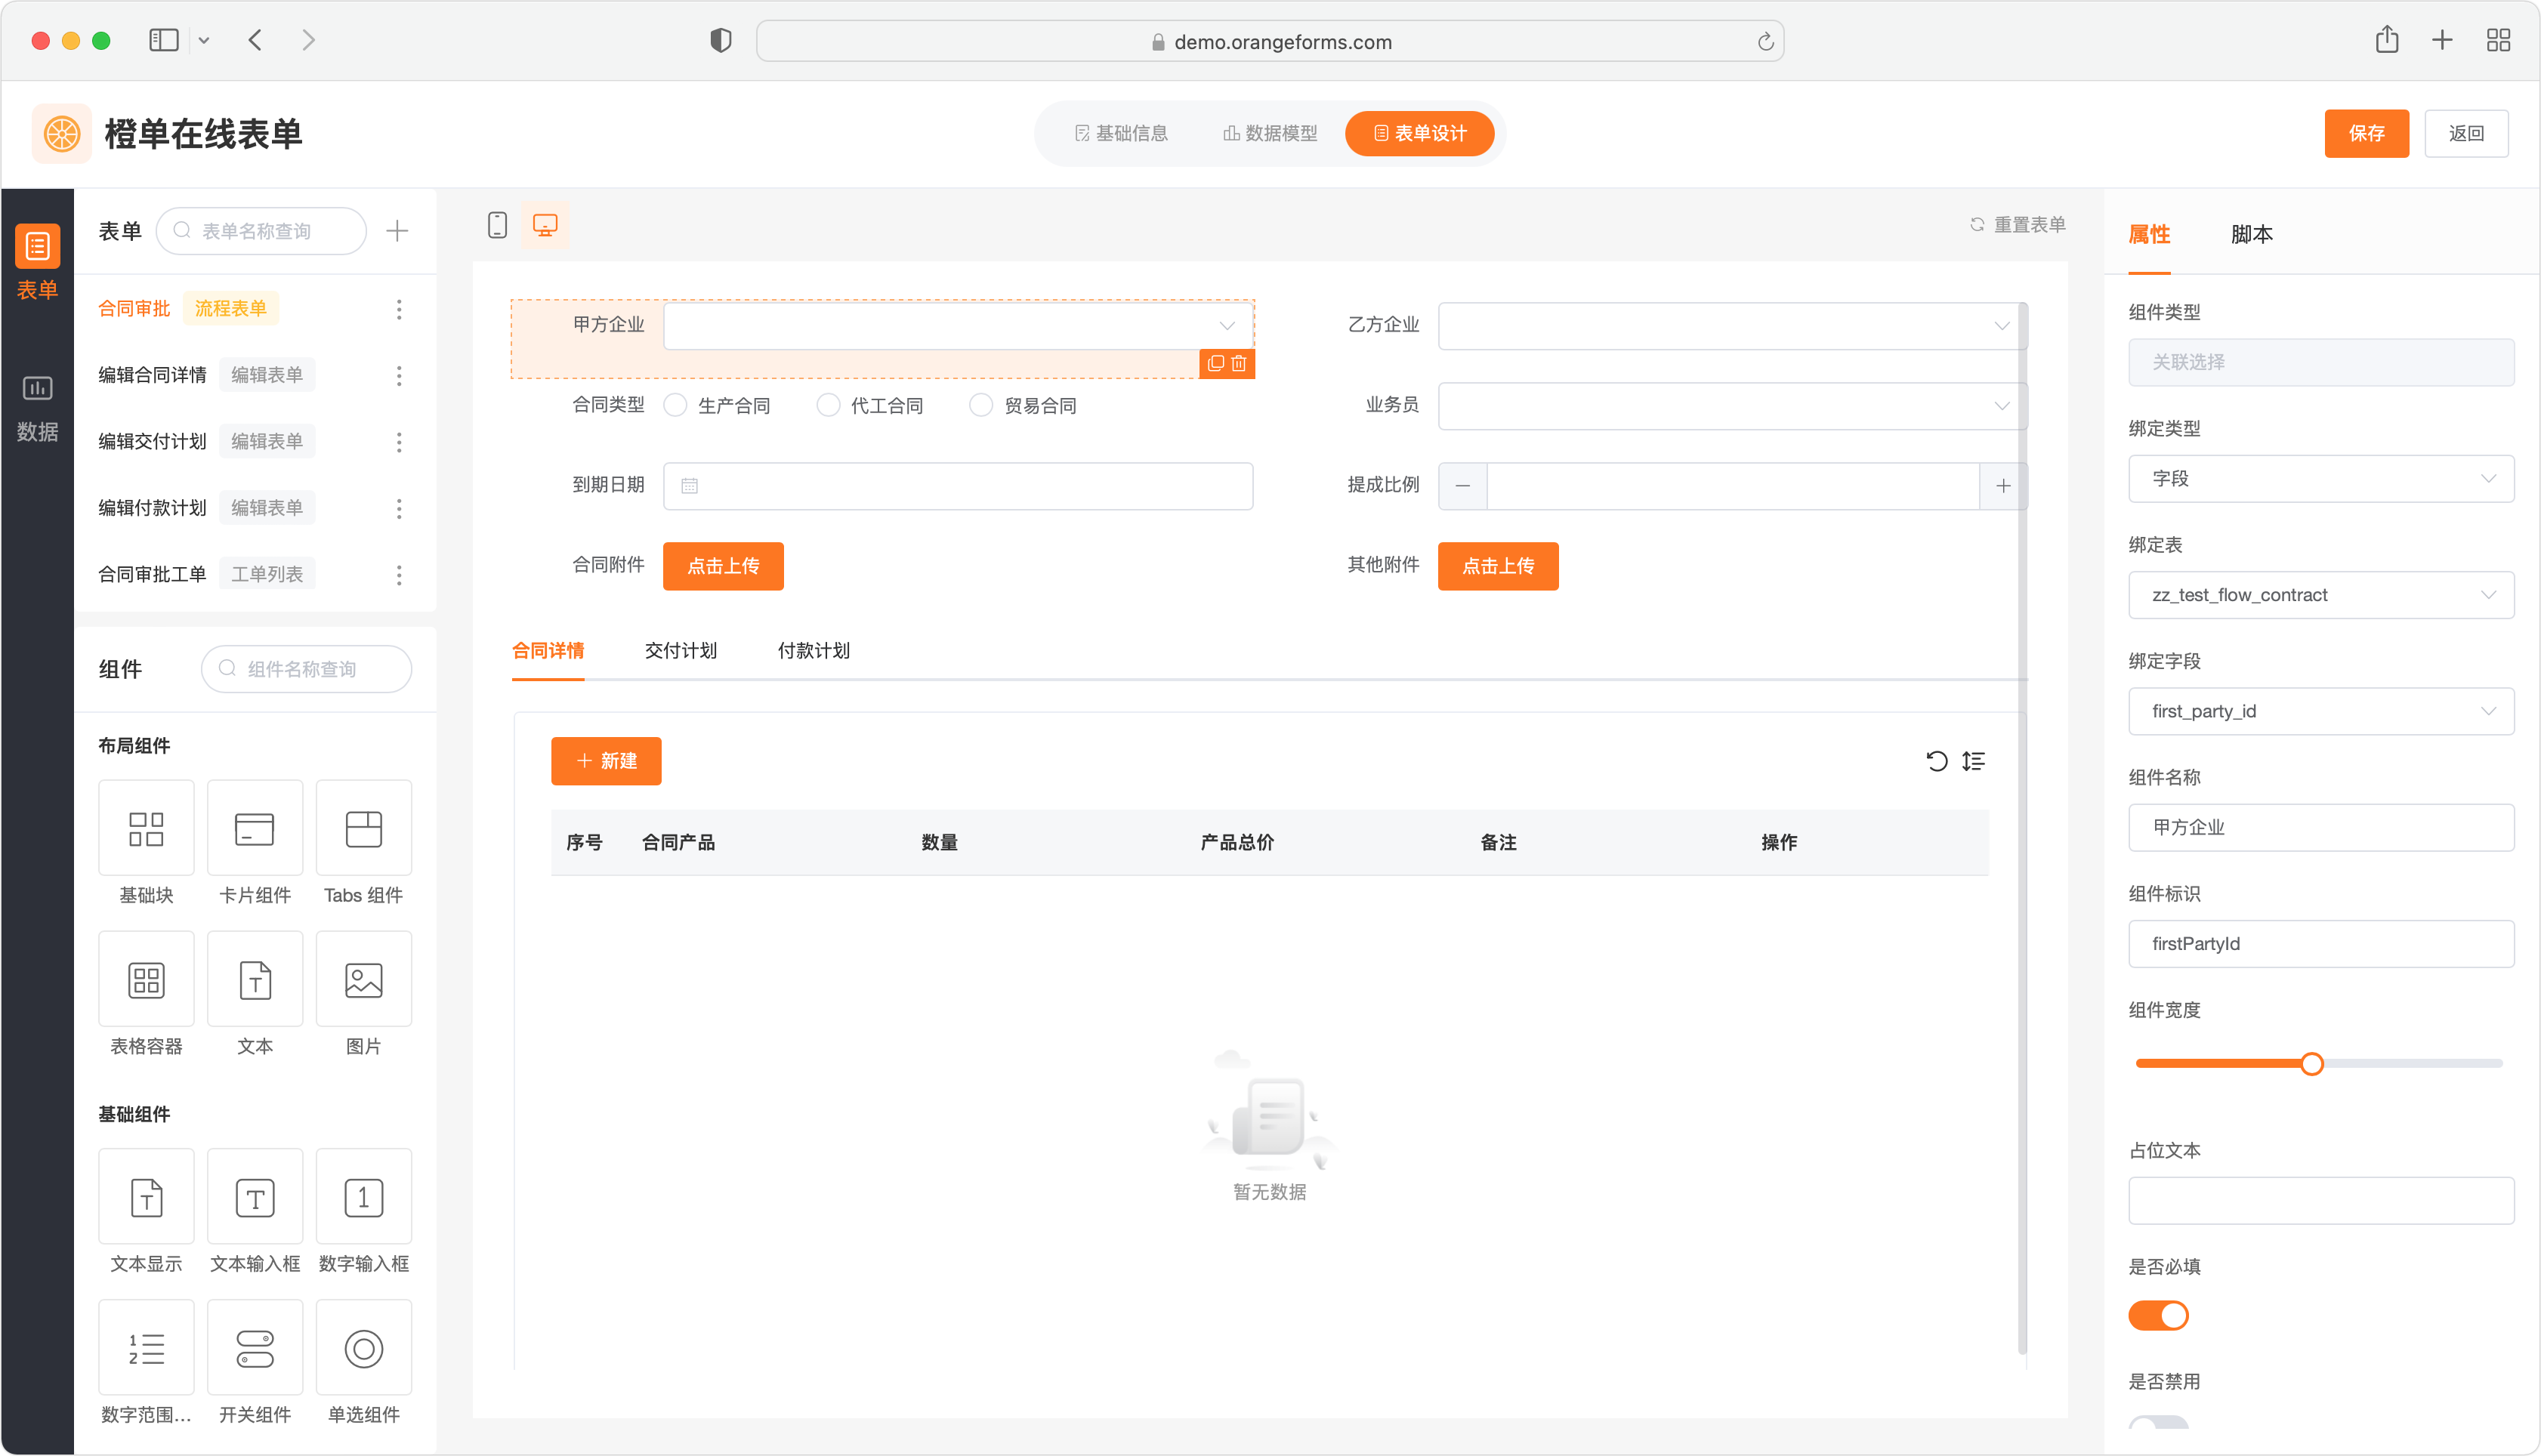 demo.orangeforms.com
橙单在线表单
基础信息
数据模型
表单设计
保存
返回
表单
数据
表单
表单名称查询
合同审批 流程表单
编辑合同详情 编辑表单
编辑交付计划 编辑表单
编辑付款计划 编辑表单
合同审批工单 工单列表
组件
组件名称查询
布局组件
基础块 卡片组件 Tabs 组件
表格容器 文本 图片
基础组件
文本显示 文本输入框 数字输入框
数字范围... 开关组件 单选组件
重置表单
甲方企业
乙方企业
合同类型 生产合同 代工合同 贸易合同
业务员
到期日期
提成比例
合同附件 点击上传
其他附件 点击上传
合同详情 交付计划 付款计划
新建
序号 合同产品 数量 产品总价 备注 操作
暂无数据
属性 脚本
组件类型
关联选择
绑定类型
字段
绑定表
zz_test_flow_contract
绑定字段
first_party_id
组件名称
甲方企业
组件标识
firstPartyId
组件宽度
占位文本
是否必填
是否禁用